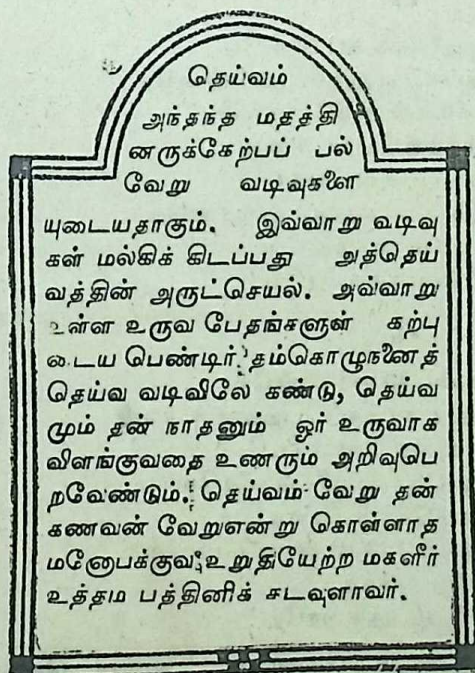 தெய்வம்
அந்தந்த மதத்தி
னருக்கேற்பப் பல்
வேறு வடிவுகளை
யுடையதாகும். இவ்வாறு வடிவு
கள் மல்கிக் கிடப்பது அத்தெய்
வத்தின் அருட்செயல். அவ்வாறு
உள்ள உருவ பேதங்களுள் கற்பு
டைய பெண்டிர் தம்கொழுநனைத்
தெய்வ வடிவிலே கண்டு, தெய்வ
மும் தன் நாதனும் ஓர் உருவாக
விளங்குவதை உணரும் அறிவுபெ
றவேண்டும். தெய்வம் வேறு தன்
கணவன் வேறுஎன்று கொள்ளாத
மனோபக்குவ உறுதியேற்ற மகளிர்
உத்தம பத்தினிக் கடவுளாவர்.